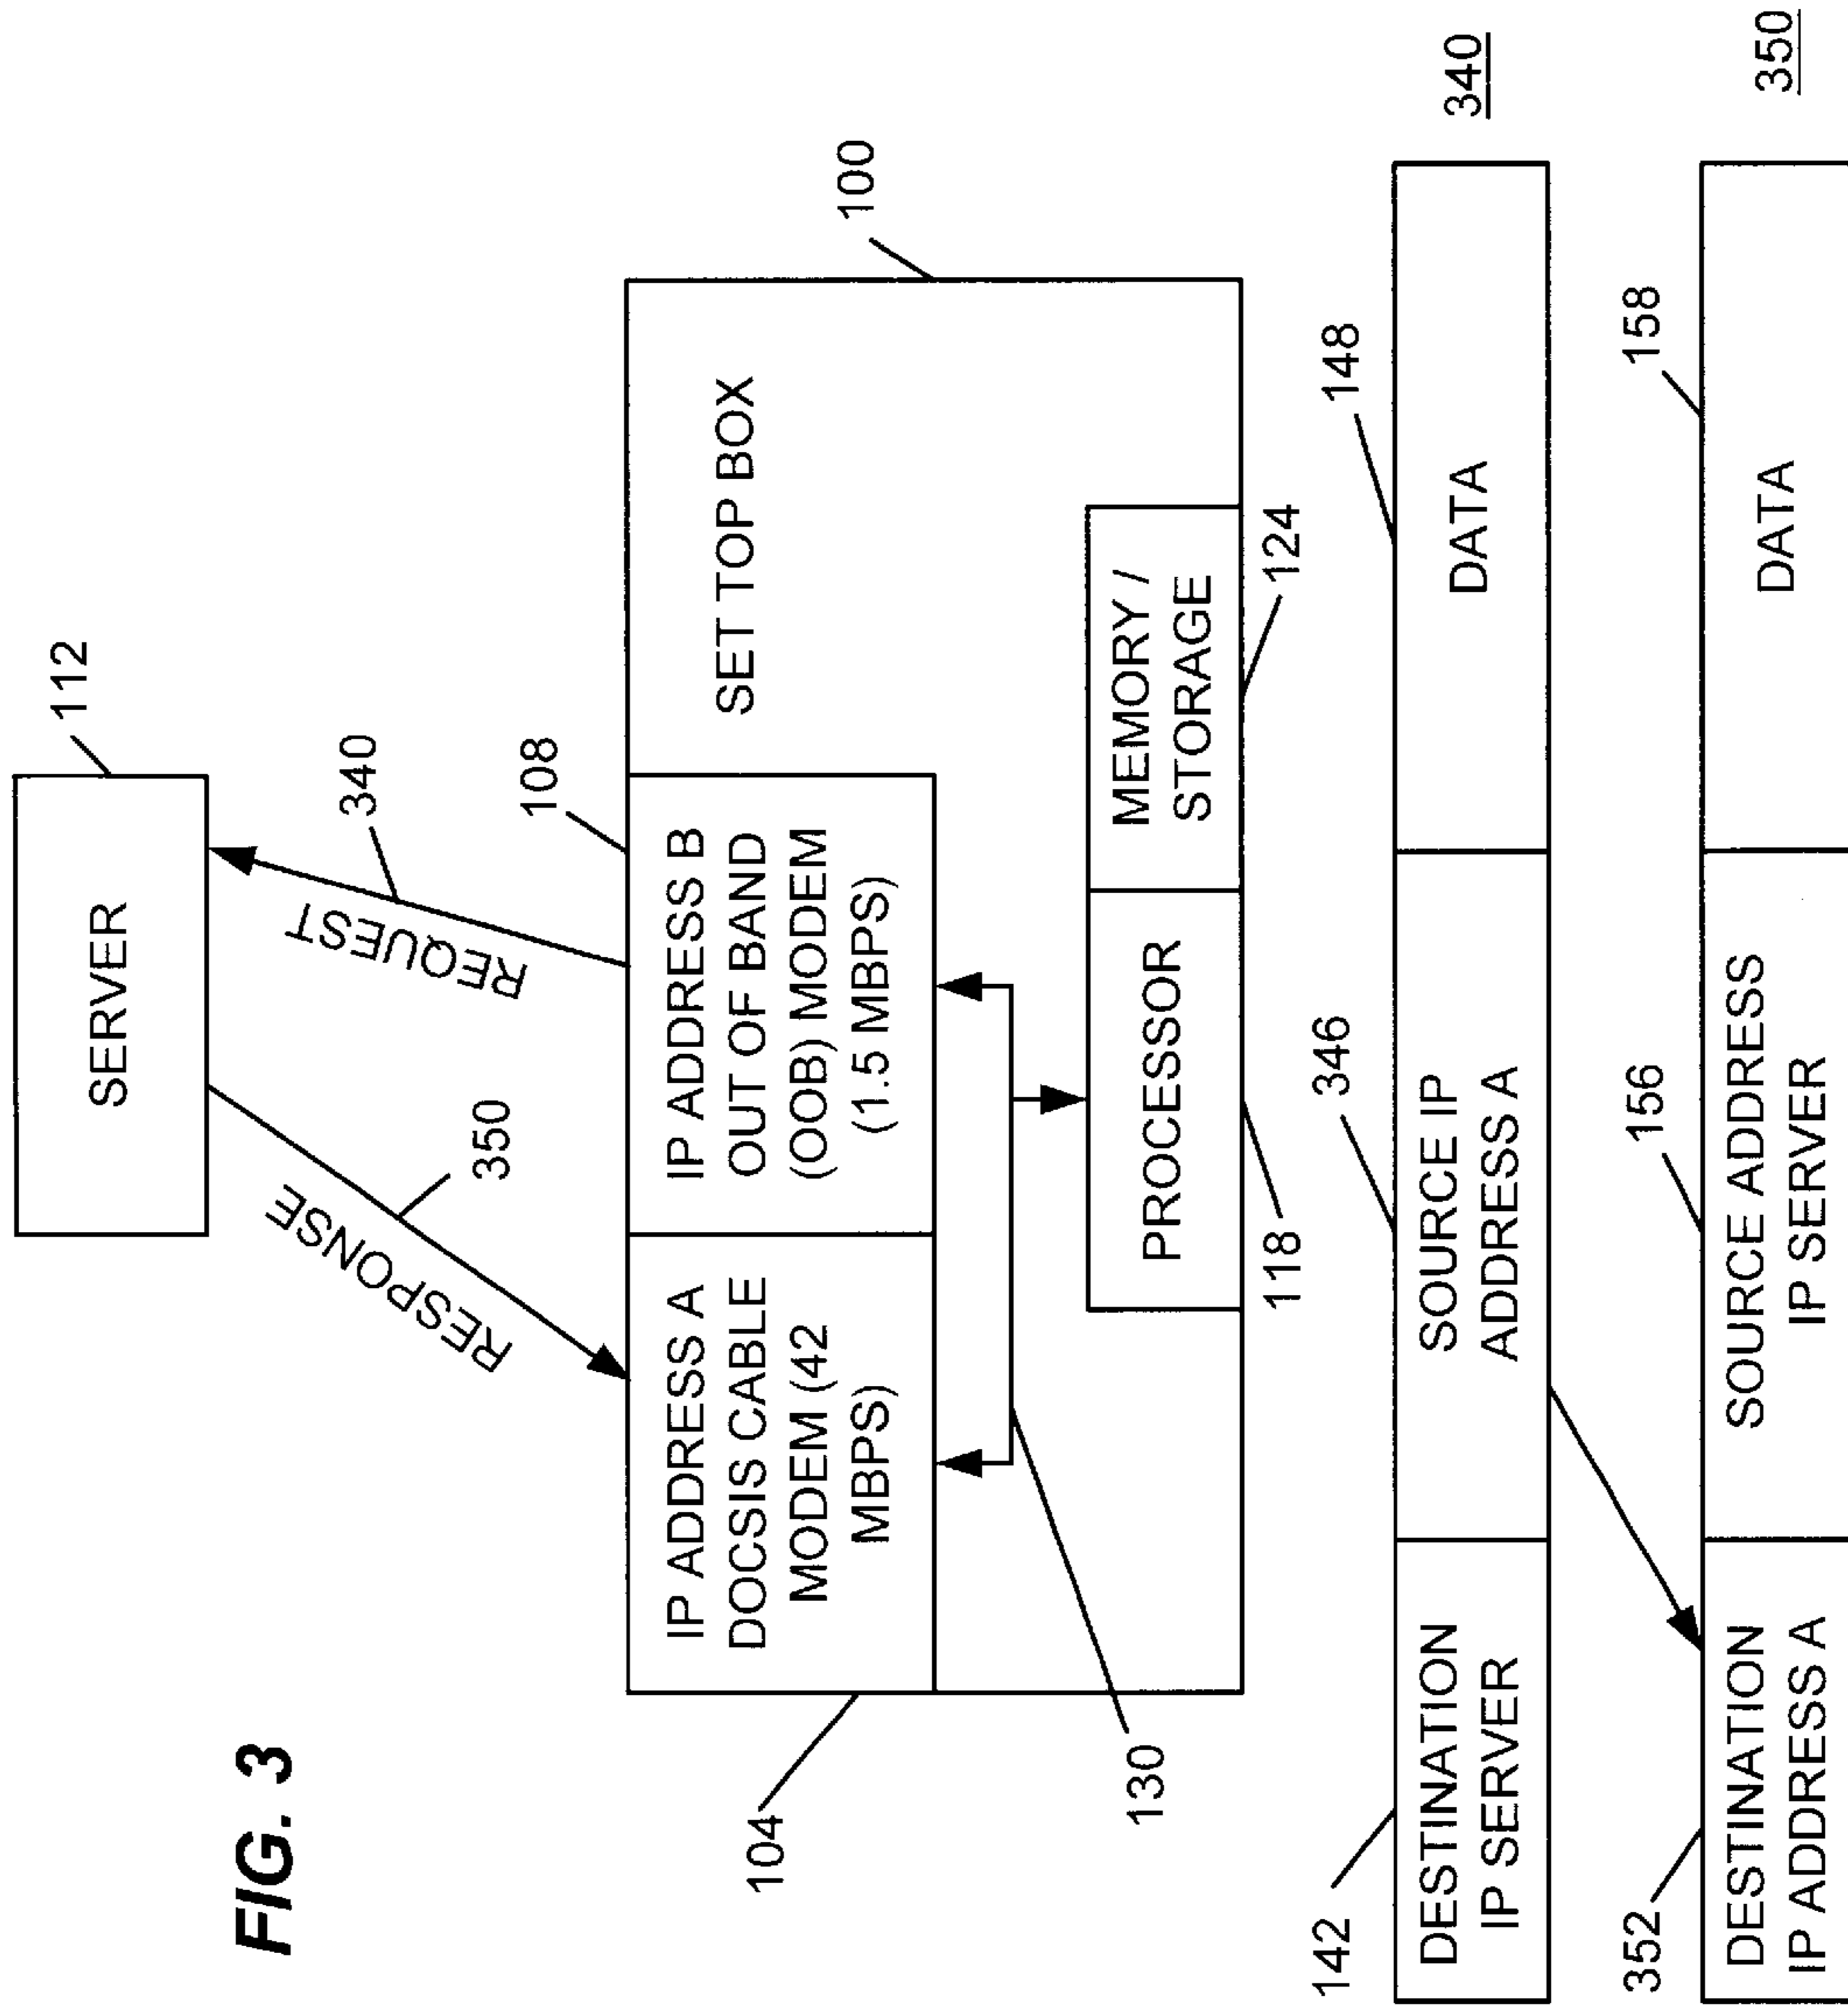 FIG. 3
SERVER
112
RESPONSE
350
REQUEST
340
104
108
100
IP ADDRESS A
DOCSIS CABLE
MODEM (42
MBPS)
IP ADDRESS B
OUT OF BAND
(OOB) MODEM
(1.5 MBPS)
SET TOP BOX
130
PROCESSOR
118
MEMORY /
STORAGE
124
142
346
148
DESTINATION
IP SERVER
SOURCE IP
ADDRESS A
DATA
340
352
156
158
DESTINATION
IP ADDRESS A
SOURCE ADDRESS
IP SERVER
DATA
350